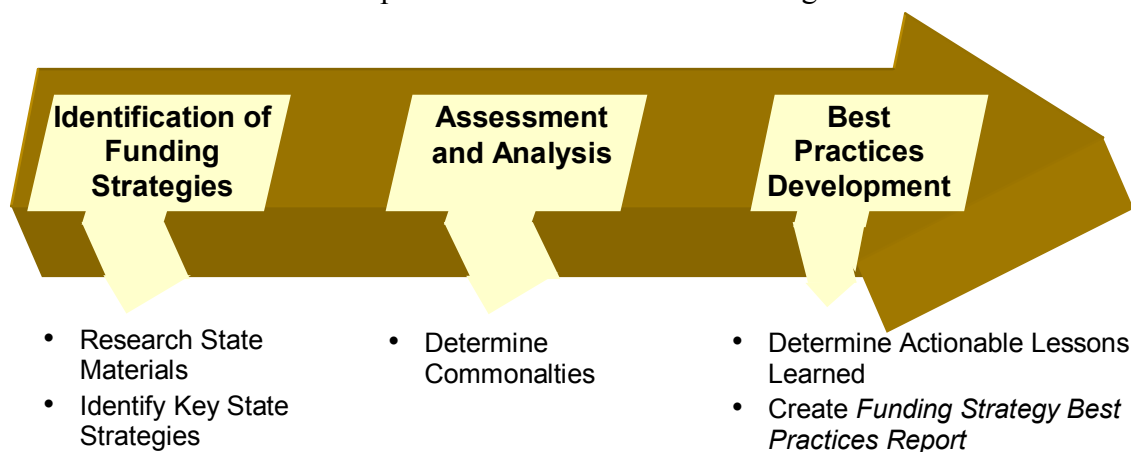 Identification of
Funding
Strategies
Assessment
and Analysis
Best
Practices
Development
• Research State
Materials
• Identify Key State
Strategies
• Determine
Commonalties
• Determine Actionable Lessons
Learned
• Create Funding Strategy Best
Practices Report